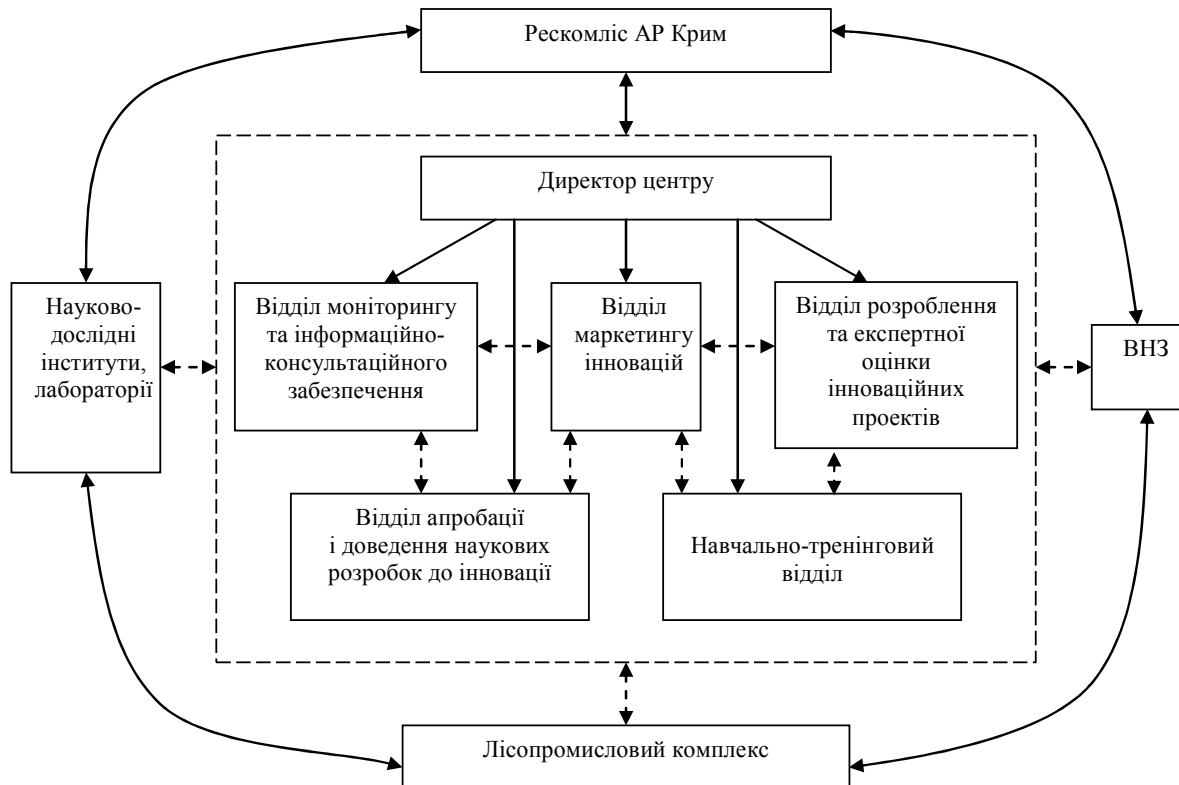 Рескомліс АР Крим
Директор центру
Науково-
дослідні
інститути,
лабораторії
Відділ моніторингу
та інформаційно-
консультаційного
забезпечення
Відділ
маркетингу
інновацій
Відділ розроблення
та експертної
оцінки
інноваційних
проектів
ВНЗ
Відділ апробації
і доведення наукових
розробок до інновації
Навчально-тренінговий
відділ
Лісопромисловий комплекс